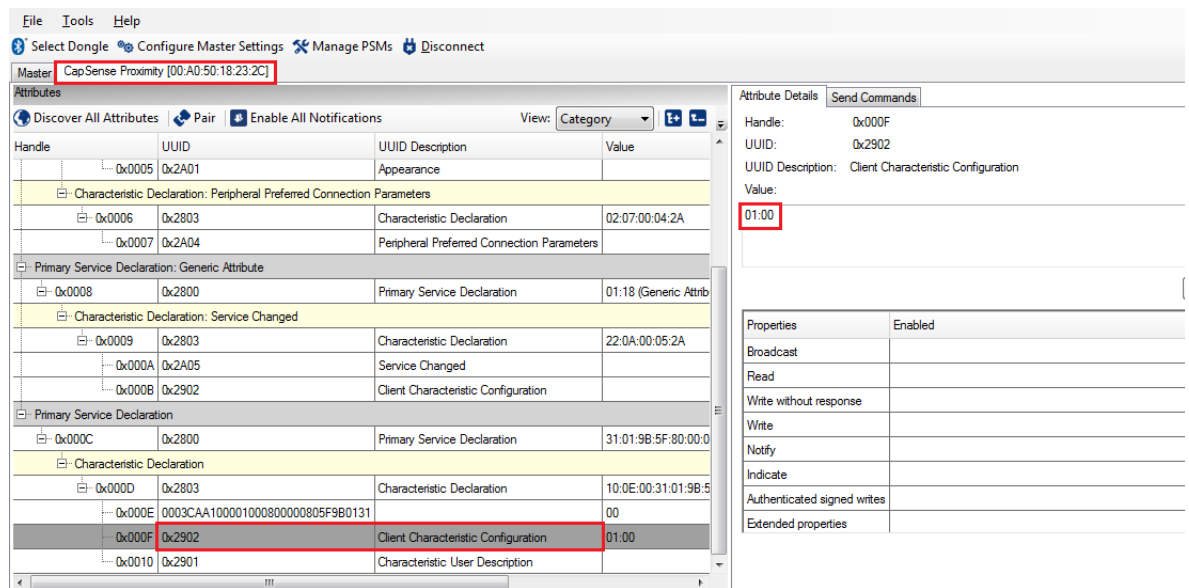 File Tools Help
Select Dongle Configure Master Settings Manage PSMs Disconnect
Master CapSense Proximity [00:A0:50:18:23:2C]
Attributes
Discover All Attributes Pair Enable All Notifications View: Category
Handle UUID UUID Description Value
0x0005 0x2A01 Appearance
Characteristic Declaration: Peripheral Preferred Connection Parameters
0x0006 0x2803 Characteristic Declaration 02:07:00:04:2A
0x0007 0x2A04 Peripheral Preferred Connection Parameters
Primary Service Declaration: Generic Attribute
0x0008 0x2800 Primary Service Declaration 01:18 (Generic Attrib
Characteristic Declaration: Service Changed
0x0009 0x2803 Characteristic Declaration 22:0A:00:05:2A
0x000A 0x2A05 Service Changed
0x000B 0x2902 Client Characteristic Configuration
Primary Service Declaration
0x000C 0x2800 Primary Service Declaration 31:01:9B:5F:80:00:0
Characteristic Declaration
0x000D 0x2803 Characteristic Declaration 10:0E:00:31:01:9B:5
0x000E 0003CAA100001000800000805F9B0131 00
0x000F 0x2902 Client Characteristic Configuration 01:00
0x0010 0x2901 Characteristic User Description
Attribute Details Send Commands
Handle: 0x000F
UUID: 0x2902
UUID Description: Client Characteristic Configuration
Value:
01:00
Properties Enabled
Broadcast
Read
Write without response
Write
Notify
Indicate
Authenticated signed writes
Extended properties